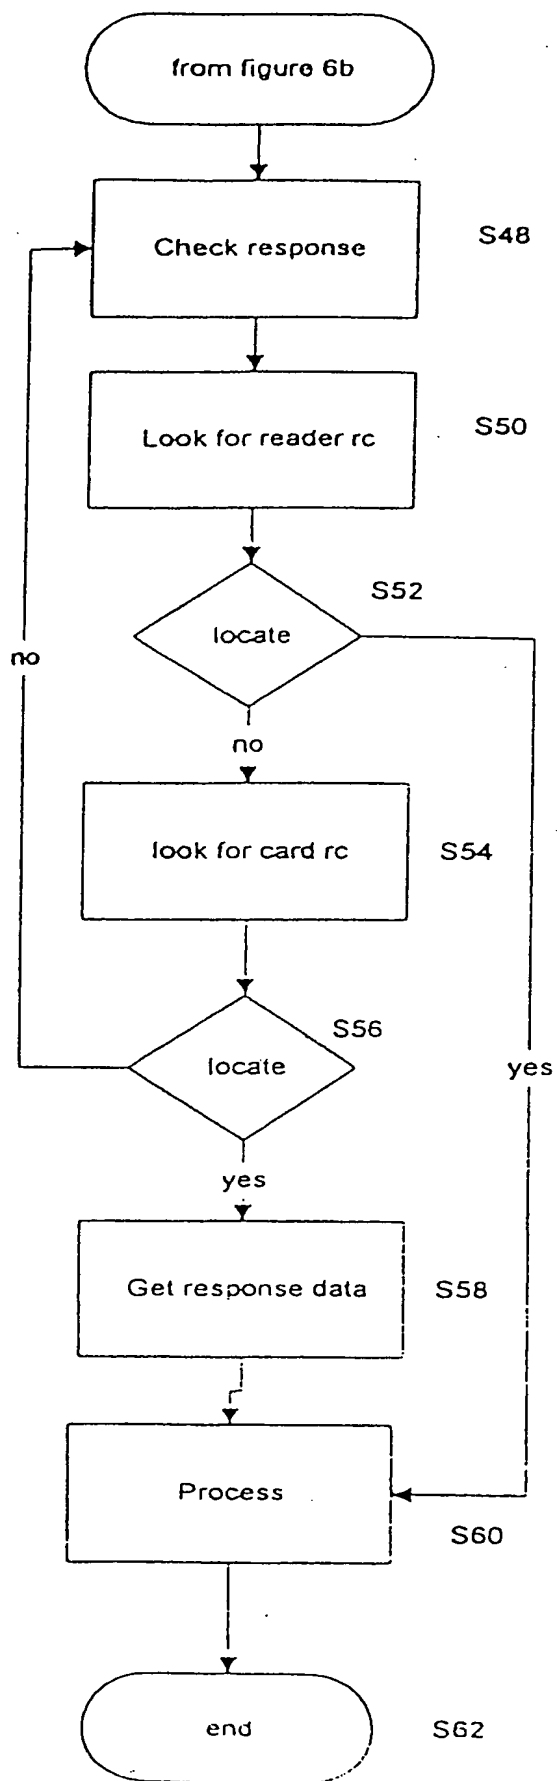 from figure 6b
Check response
S48
Look for reader rc
S50
S52
locate
no
no
look for card rc
S54
S56
locate
yes
yes
Get response data
S58
Process
S60
end
S62